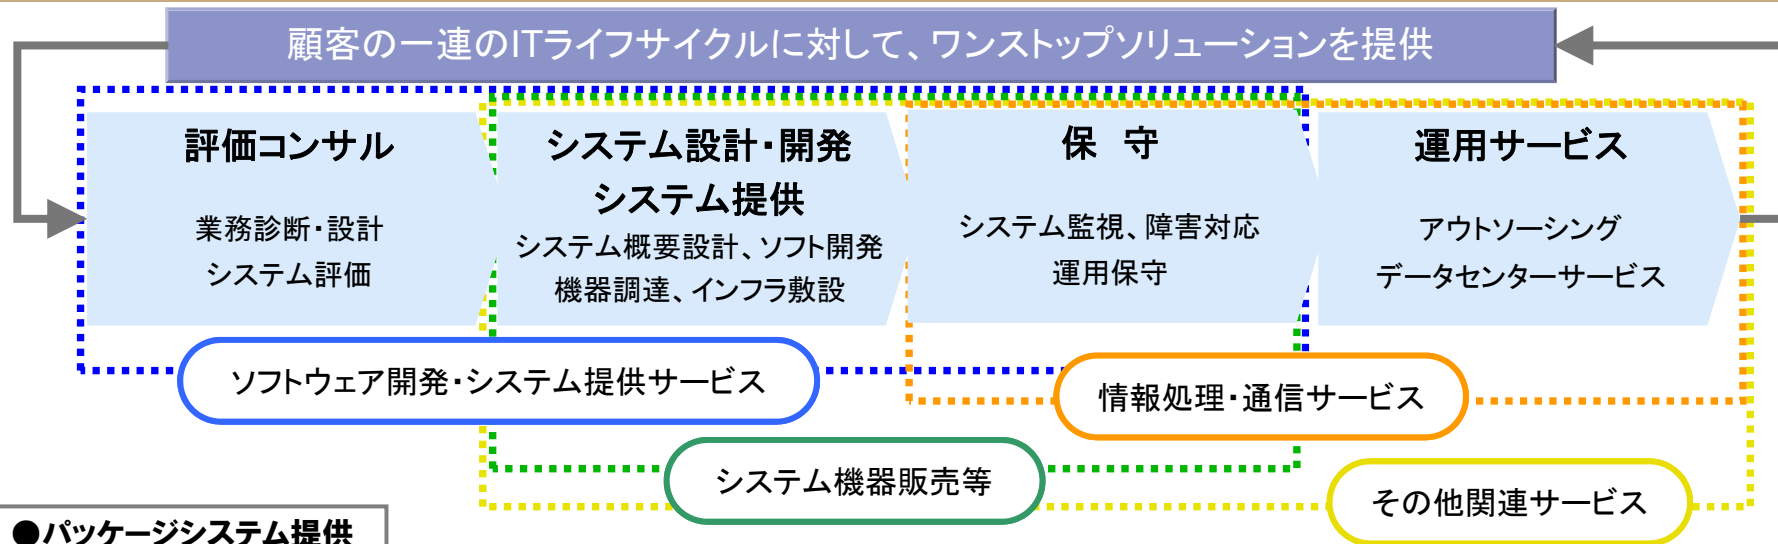 顧客の一連のITライフサイクルに対して、ワンストップソリューションを提供
評価コンサル
業務診断・設計
システム評価
システム設計・開発
システム提供
システム概要設計、ソフト開発
機器調達、インフラ敷設
保 守
システム監視、障害対応
運用保守
運用サービス
アウトソーシング
データセンターサービス
ソフトウェア開発・システム提供サービス
情報処理・通信サービス
システム機器販売等
その他関連サービス
●パッケージシステム提供